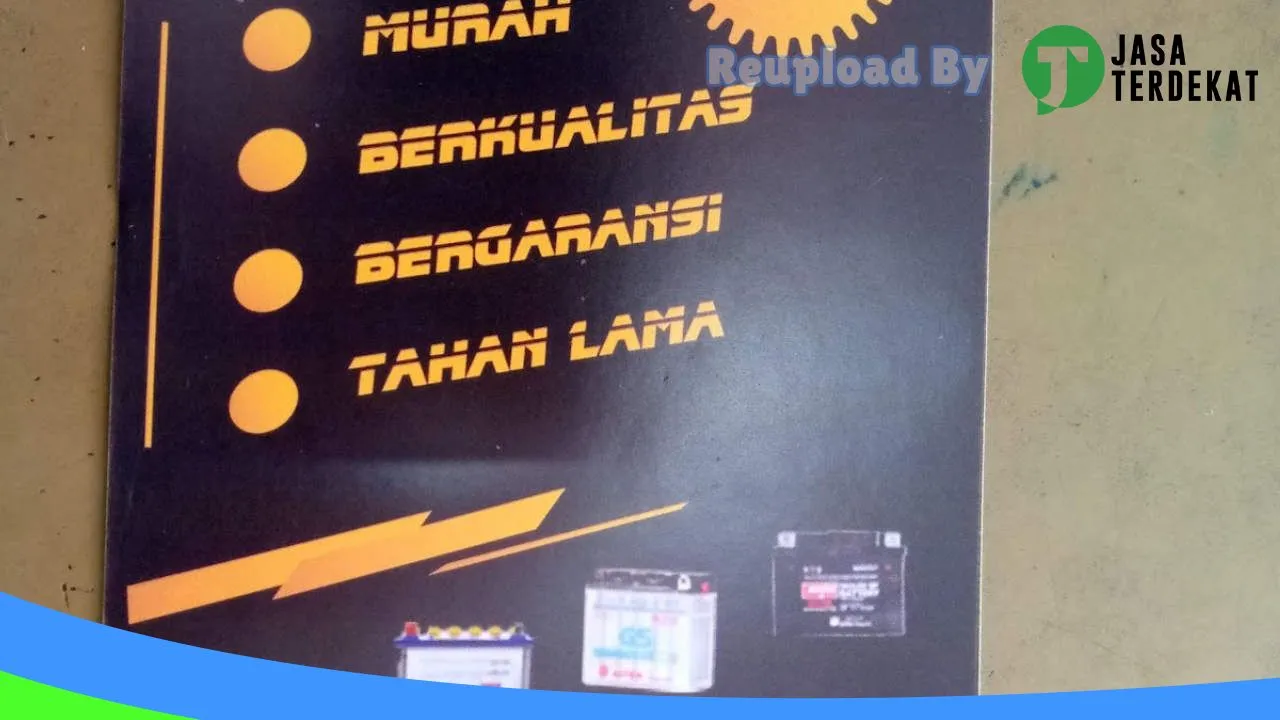 MURAH
Reupload By
JASA
TERDEKAT
BERKUALITAS
BERGARANSI
TAHAN LAMA
GS